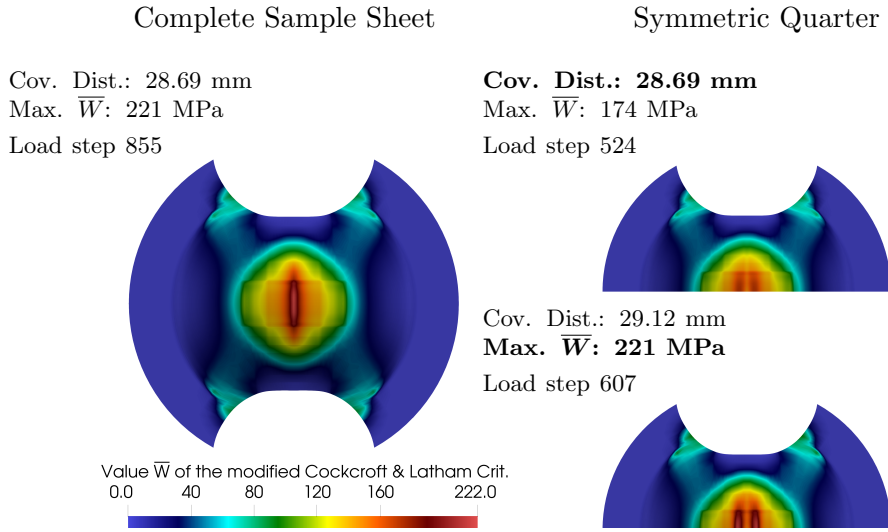 Complete Sample Sheet
Symmetric Quarter
Cov. Dist.: 28.69 mm
Max. W̅: 221 MPa
Load step 855
Cov. Dist.: 28.69 mm
Max. W̅: 174 MPa
Load step 524
Cov. Dist.: 29.12 mm
Max. W̅: 221 MPa
Load step 607
Value W̅ of the modified Cockcroft & Latham Crit.
0.0 40 80 120 160 222.0